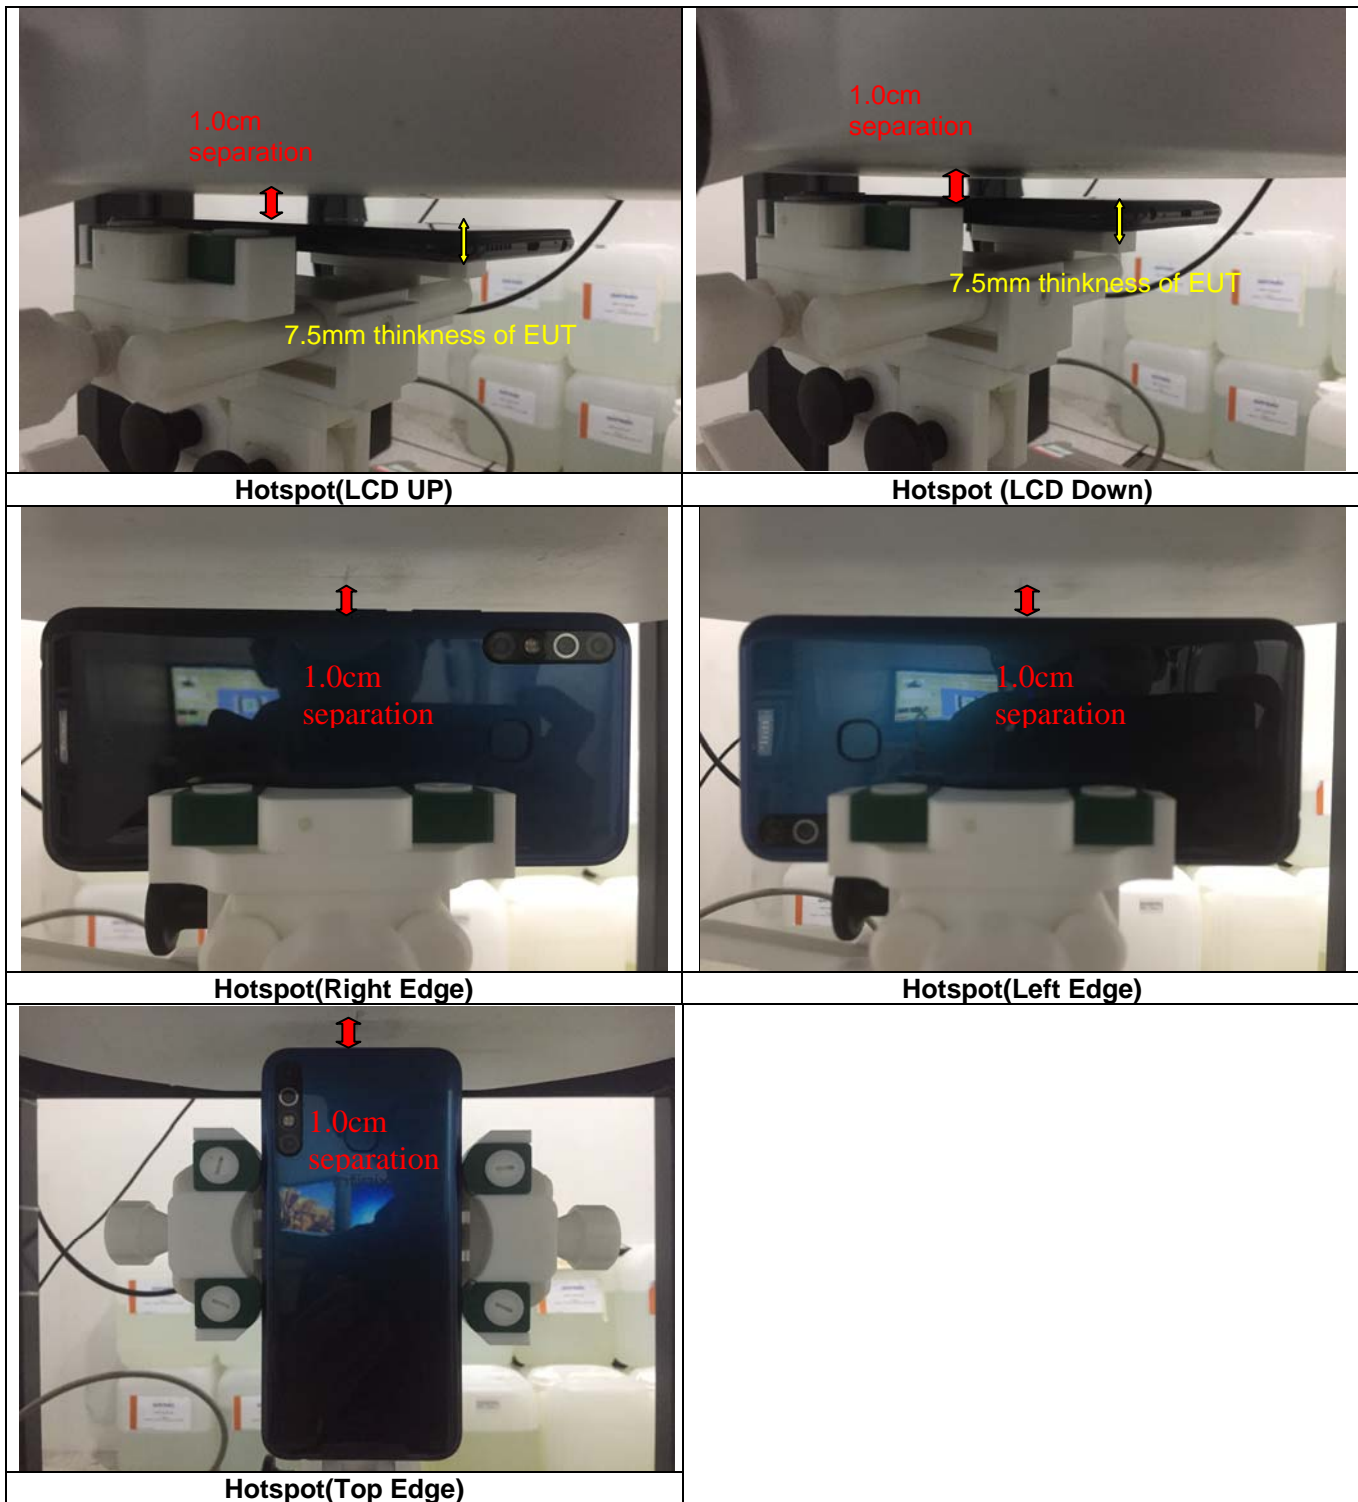 1.0cm
separation
7.5mm thinkness of EUT
1.0cm
separation
7.5mm thinkness of EUT
Hotspot(LCD UP)
Hotspot (LCD Down)
1.0cm
separation
1.0cm
separation
Hotspot(Right Edge)
Hotspot(Left Edge)
1.0cm
separation
Hotspot(Top Edge)